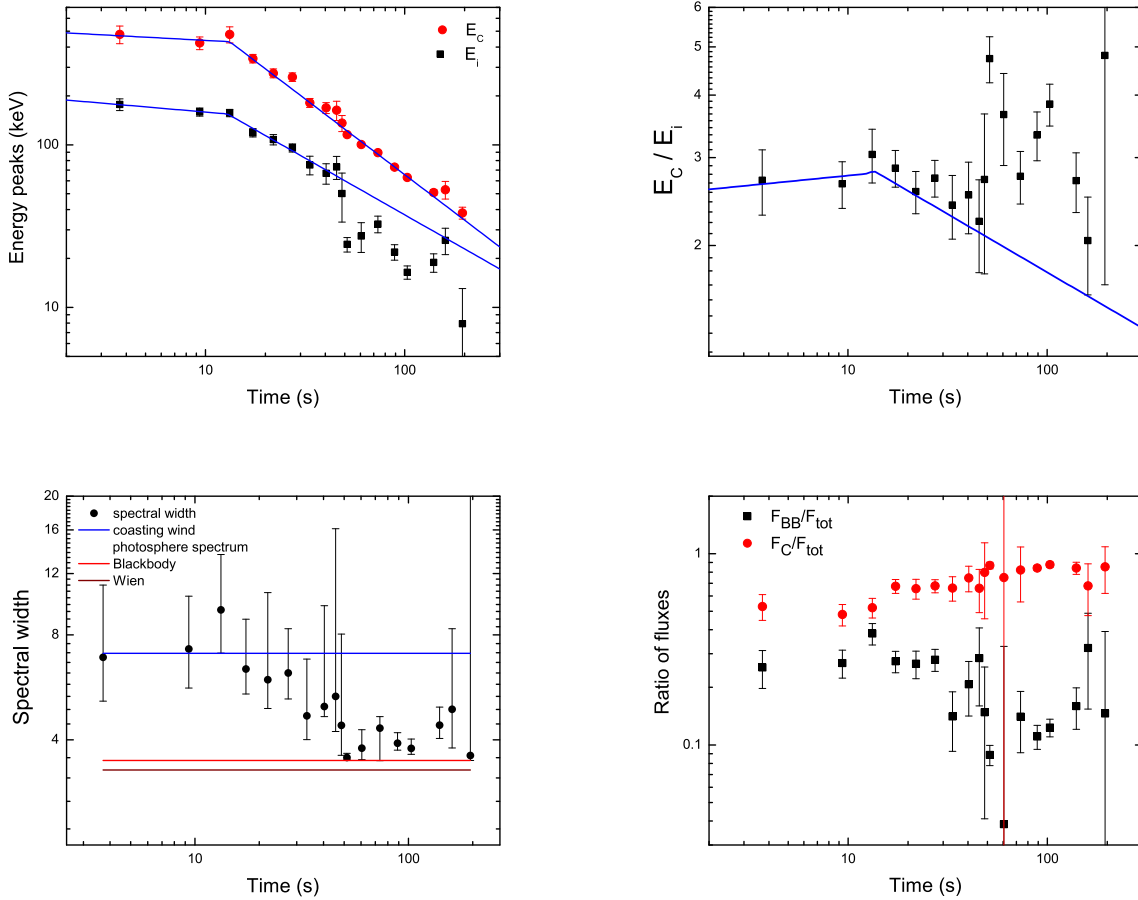 Energy peaks (keV)
100
10
E_C
E_i
10
100
Time (s)
E_C / E_i
6
5
4
3
2
10
100
Time (s)
Spectral width
20
16
12
8
4
spectral width
coasting wind
photosphere spectrum
Blackbody
Wien
10
100
Time (s)
Ratio of fluxes
1
0.1
F_BB/F_tot
F_C/F_tot
10
100
Time (s)